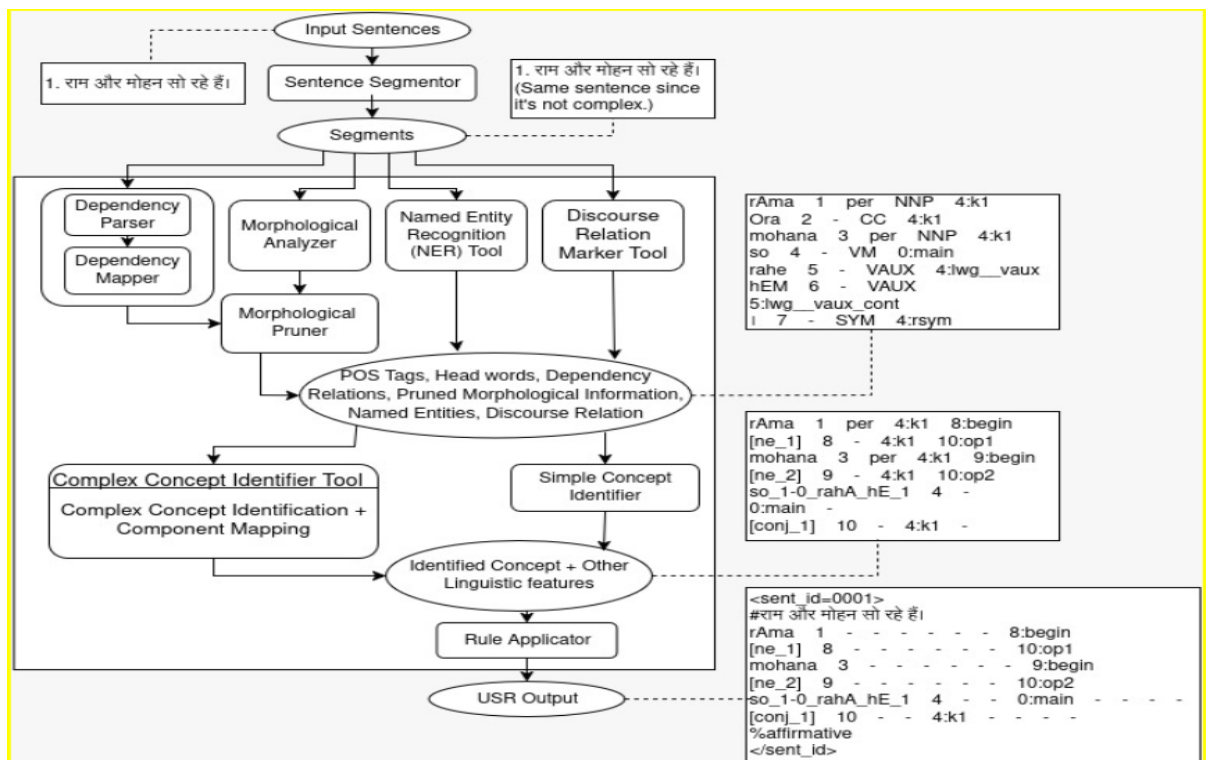 Input Sentences
1. राम और मोहन सो रहे हैं।
Sentence Segmentor
1. राम और मोहन सो रहे हैं।
(Same sentence since
it's not complex.)
Segments
Dependency
Parser
Dependency
Mapper
Morphological
Analyzer
Named Entity
Recognition
(NER) Tool
Discourse
Relation
Marker Tool
Morphological
Pruner
rAma 1 per NNP 4:k1
Ora 2 - CC 4:k1
mohana 3 per NNP 4:k1
so 4 - VM 0:main
rahe 5 - VAUX 4:lwg__vaux
hEM 6 - VAUX
5:lwg__vaux_cont
। 7 - SYM 4:rsym
POS Tags, Head words, Dependency
Relations, Pruned Morphological Information,
Named Entities, Discourse Relation
Complex Concept Identifier Tool
Complex Concept Identification +
Component Mapping
Simple Concept
Identifier
rAma 1 per 4:k1 8:begin
[ne_1] 8 - 4:k1 10:op1
mohana 3 per 4:k1 9:begin
[ne_2] 9 - 4:k1 10:op2
so_1-0_rahA_hE_1 4 -
0:main -
[conj_1] 10 - 4:k1 -
Identified Concept + Other
Linguistic features
Rule Applicator
USR Output
<sent_id=0001>
#राम और मोहन सो रहे हैं।
rAma 1 - - - - - - 8:begin
[ne_1] 8 - - - - - - 10:op1
mohana 3 - - - - - - 9:begin
[ne_2] 9 - - - - - - 10:op2
so_1-0_rahA_hE_1 4 - - 0:main - - - -
[conj_1] 10 - - 4:k1 - - - -
%affirmative
</sent_id>